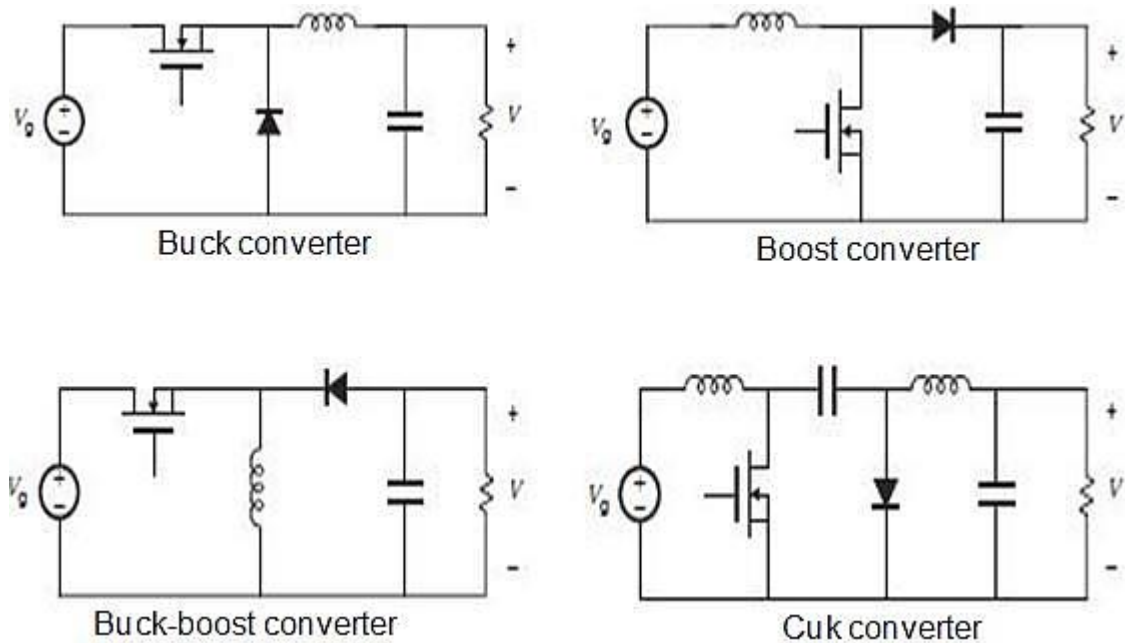 Vg
+
-
+
V
-
Buck converter
Vg
+
-
+
V
-
Boost converter
Vg
+
-
+
V
-
Buck-boost converter
Vg
+
-
+
V
-
Cuk converter